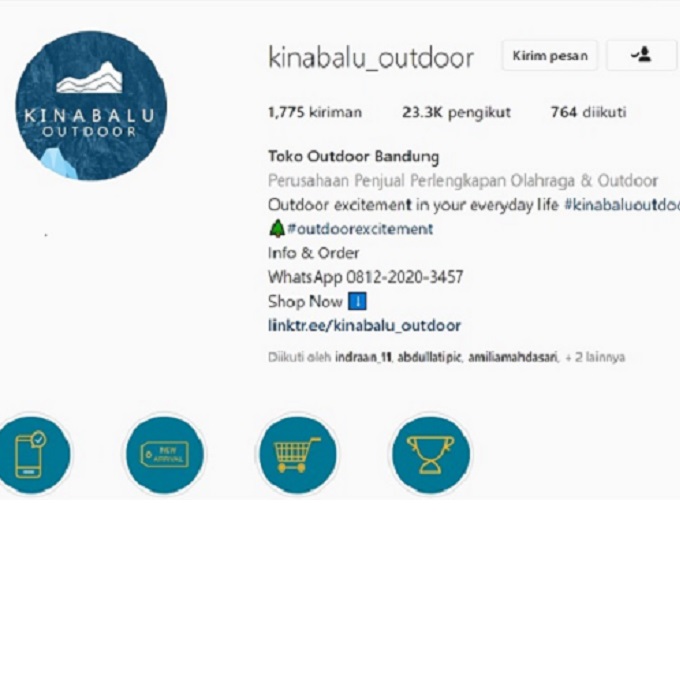 KINABALU
OUTDOOR
kinabalu_outdoor
Kirim pesan
1,775 kiriman 23.3K pengikut 764 diikuti
Toko Outdoor Bandung
Perusahaan Penjual Perlengkapan Olahraga & Outdoor
Outdoor excitement in your everyday life #kinabaluoutdoo
🌲#outdoorexcitement
Info & Order
WhatsApp 0812-2020-3457
Shop Now ⬇️
linktr.ee/kinabalu_outdoor
Diikuti oleh indraan_11, abdullatipic, amiliamahdasari, + 2 lainnya
NEW
ARRIVAL